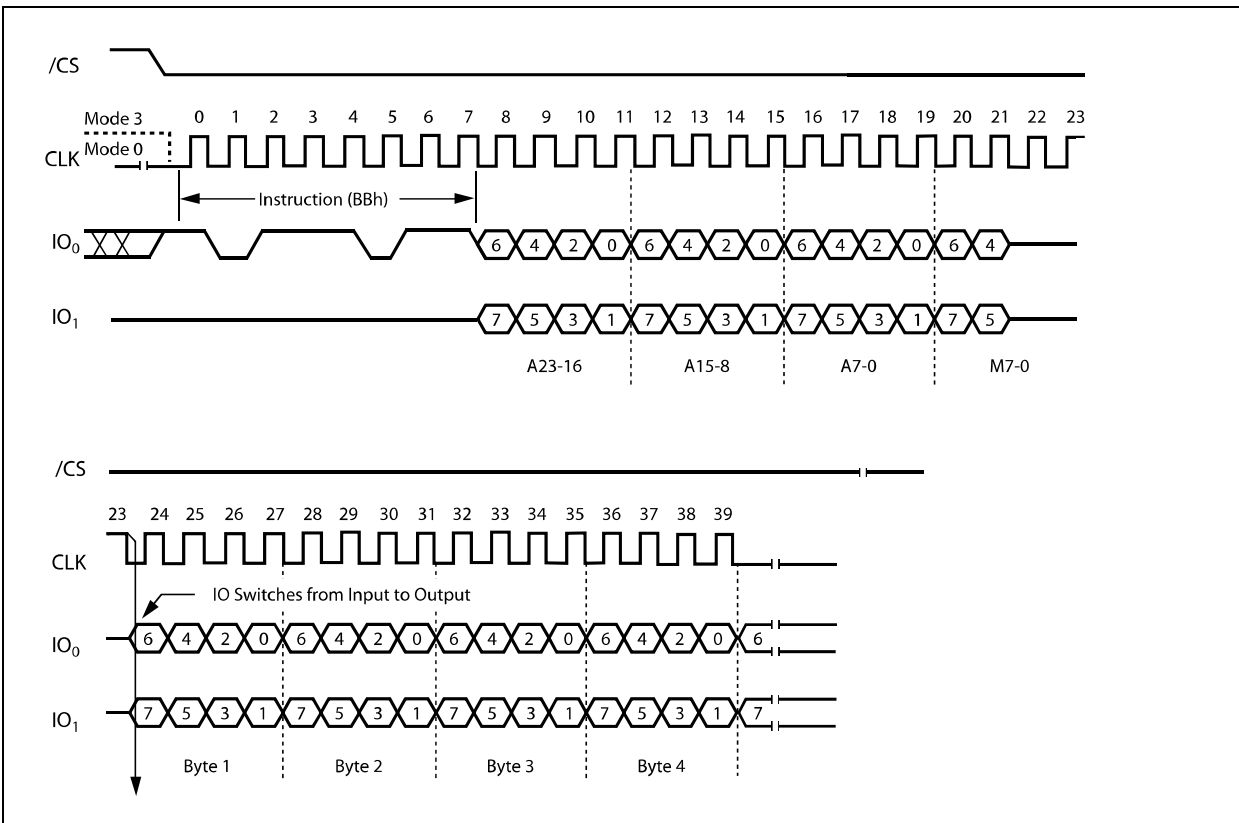 /CS
Mode 3
0 1 2 3 4 5 6 7 8 9 10 11 12 13 14 15 16 17 18 19 20 21 22 23
Mode 0
CLK
Instruction (BBh)
IO0 6 4 2 0 6 4 2 0 6 4 2 0 6 4
IO1 7 5 3 1 7 5 3 1 7 5 3 1 7 5
A23-16 A15-8 A7-0 M7-0
/CS
23 24 25 26 27 28 29 30 31 32 33 34 35 36 37 38 39
CLK
IO Switches from Input to Output
IO0 6 4 2 0 6 4 2 0 6 4 2 0 6 4 2 0 6
IO1 7 5 3 1 7 5 3 1 7 5 3 1 7 5 3 1 7
Byte 1 Byte 2 Byte 3 Byte 4